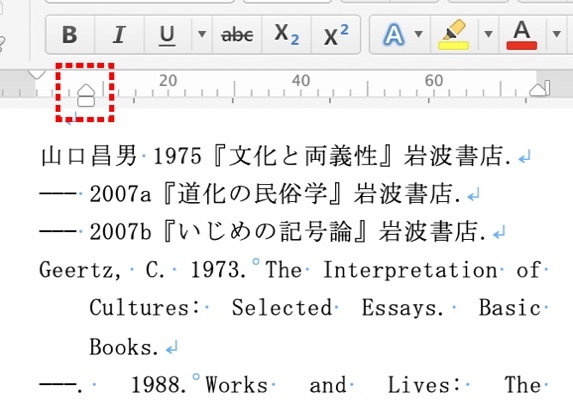 B I U abc X2 X² A A
20 40 60
山口昌男 1975『文化と両義性』岩波書店.
―― 2007a『道化の民俗学』岩波書店.
―― 2007b『いじめの記号論』岩波書店.
Geertz, C. 1973. The Interpretation of
Cultures: Selected Essays. Basic
Books.
――. 1988. Works and Lives: The